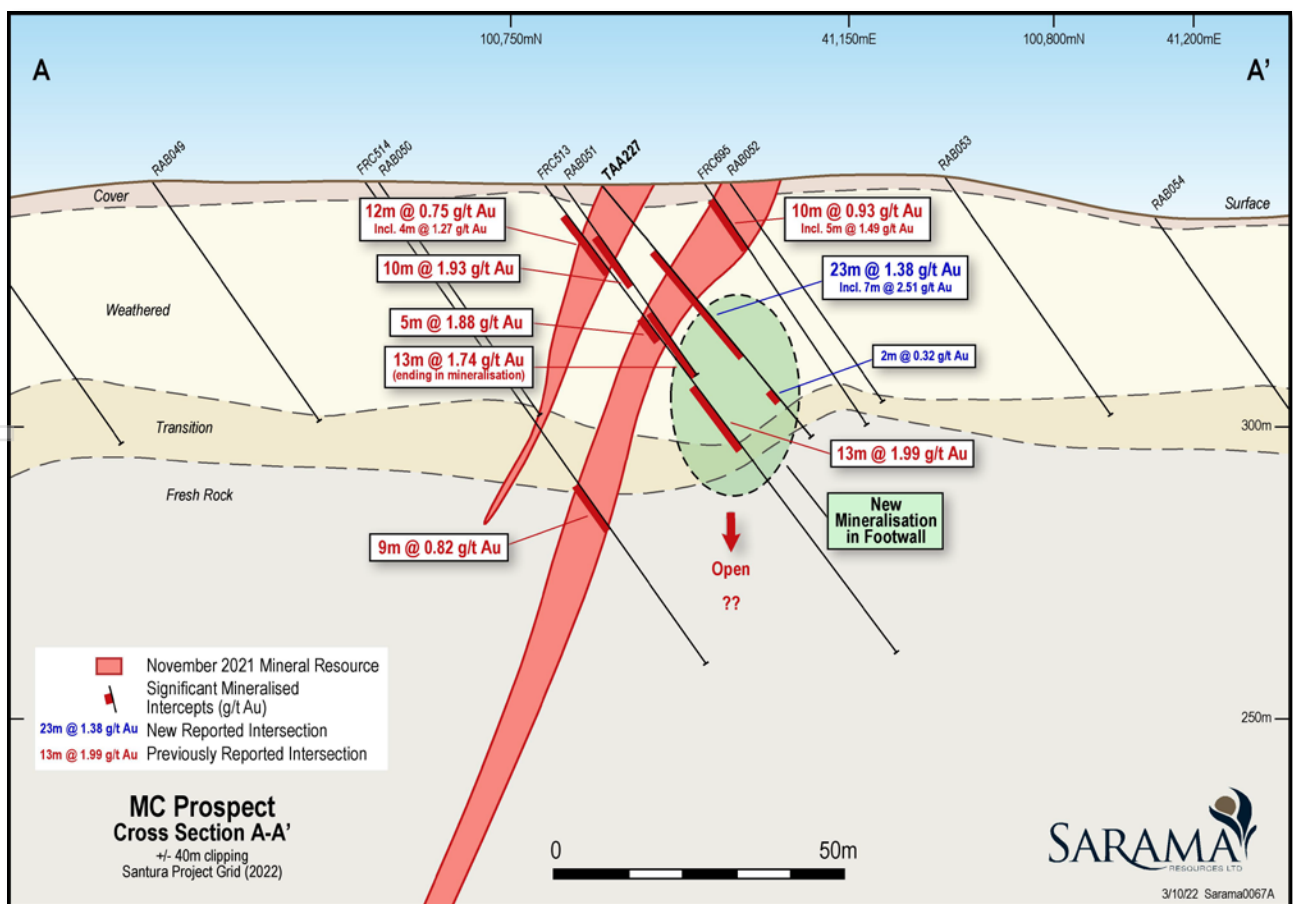 100,750mN
41,150mE
100,800mN
41,200mE
A
A'
RAB049
FRC514
RAB050
FRC513
RAB051
TAA227
FRC695
RAB052
RAB053
RAB054
Cover
Surface
12m @ 0.75 g/t Au
Incl. 4m @ 1.27 g/t Au
10m @ 0.93 g/t Au
Incl. 5m @ 1.49 g/t Au
10m @ 1.93 g/t Au
23m @ 1.38 g/t Au
Incl. 7m @ 2.51 g/t Au
Weathered
5m @ 1.88 g/t Au
13m @ 1.74 g/t Au
(ending in mineralisation)
2m @ 0.32 g/t Au
Transition
300m
13m @ 1.99 g/t Au
Fresh Rock
New
Mineralisation
in Footwall
9m @ 0.82 g/t Au
Open
??
November 2021 Mineral Resource
Significant Mineralised
Intercepts (g/t Au)
23m @ 1.38 g/t Au New Reported Intersection
13m @ 1.99 g/t Au Previously Reported Intersection
250m
MC Prospect
Cross Section A-A'
+/- 40m clipping
Santura Project Grid (2022)
0
50m
SARAMA
RESOURCES LTD
3/10/22 Sarama0067A